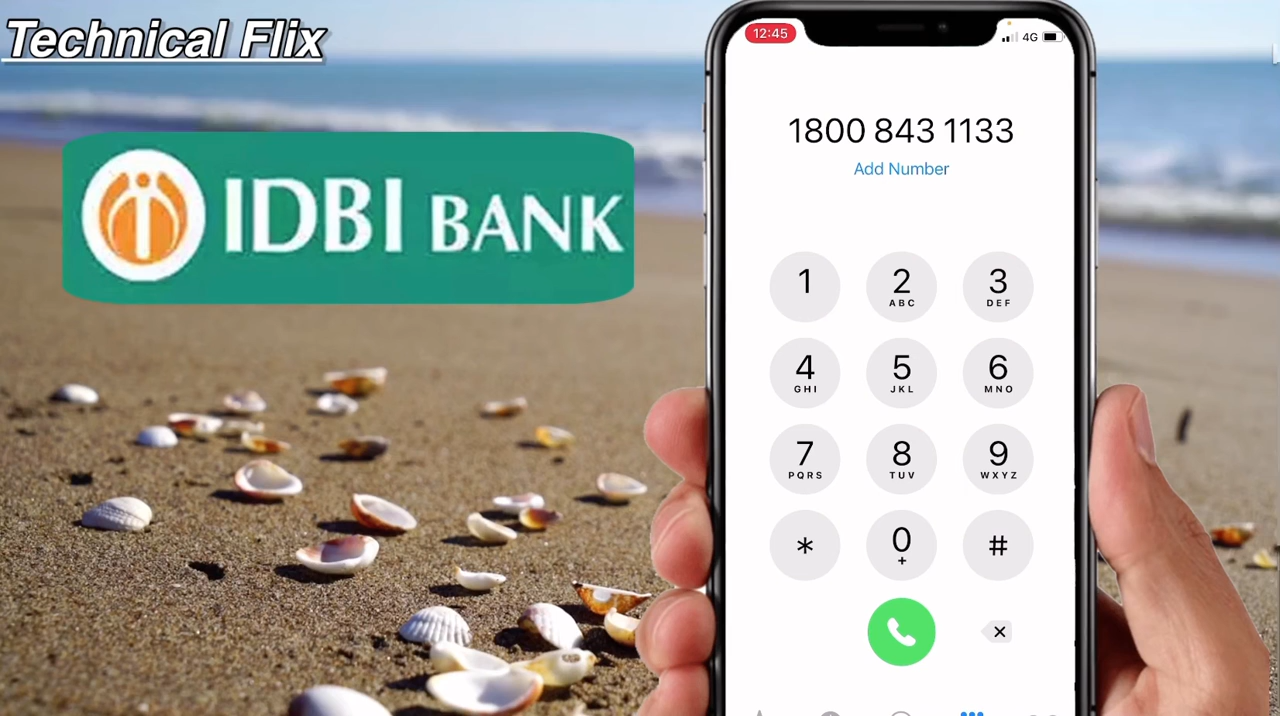 Technical Flix
IDBI BANK
12:45
4G
1800 843 1133
Add Number
1
2
ABC
3
DEF
4
GHI
5
JKL
6
MNO
7
PQRS
8
TUV
9
WXYZ
*
0
+
#